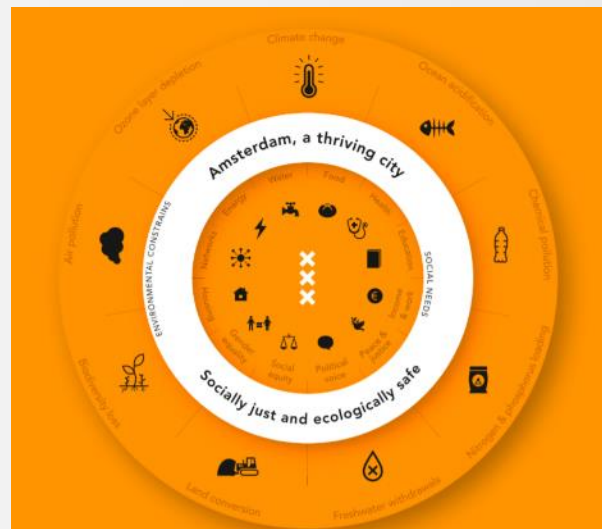 Climate change
Ocean acidification
Chemical pollution
Nitrogen & phosphorus loading
Freshwater withdrawals
Land conversion
Biodiversity loss
Air pollution
Ozone layer depletion
Amsterdam, a thriving city
SOCIAL NEEDS
Socially just and ecologically safe
ENVIRONMENTAL CONSTRAINS
Water
Food
Health
Education
Income
& work
Peace &
justice
Political
voice
Social
equity
Gender
equality
Housing
Networks
Energy